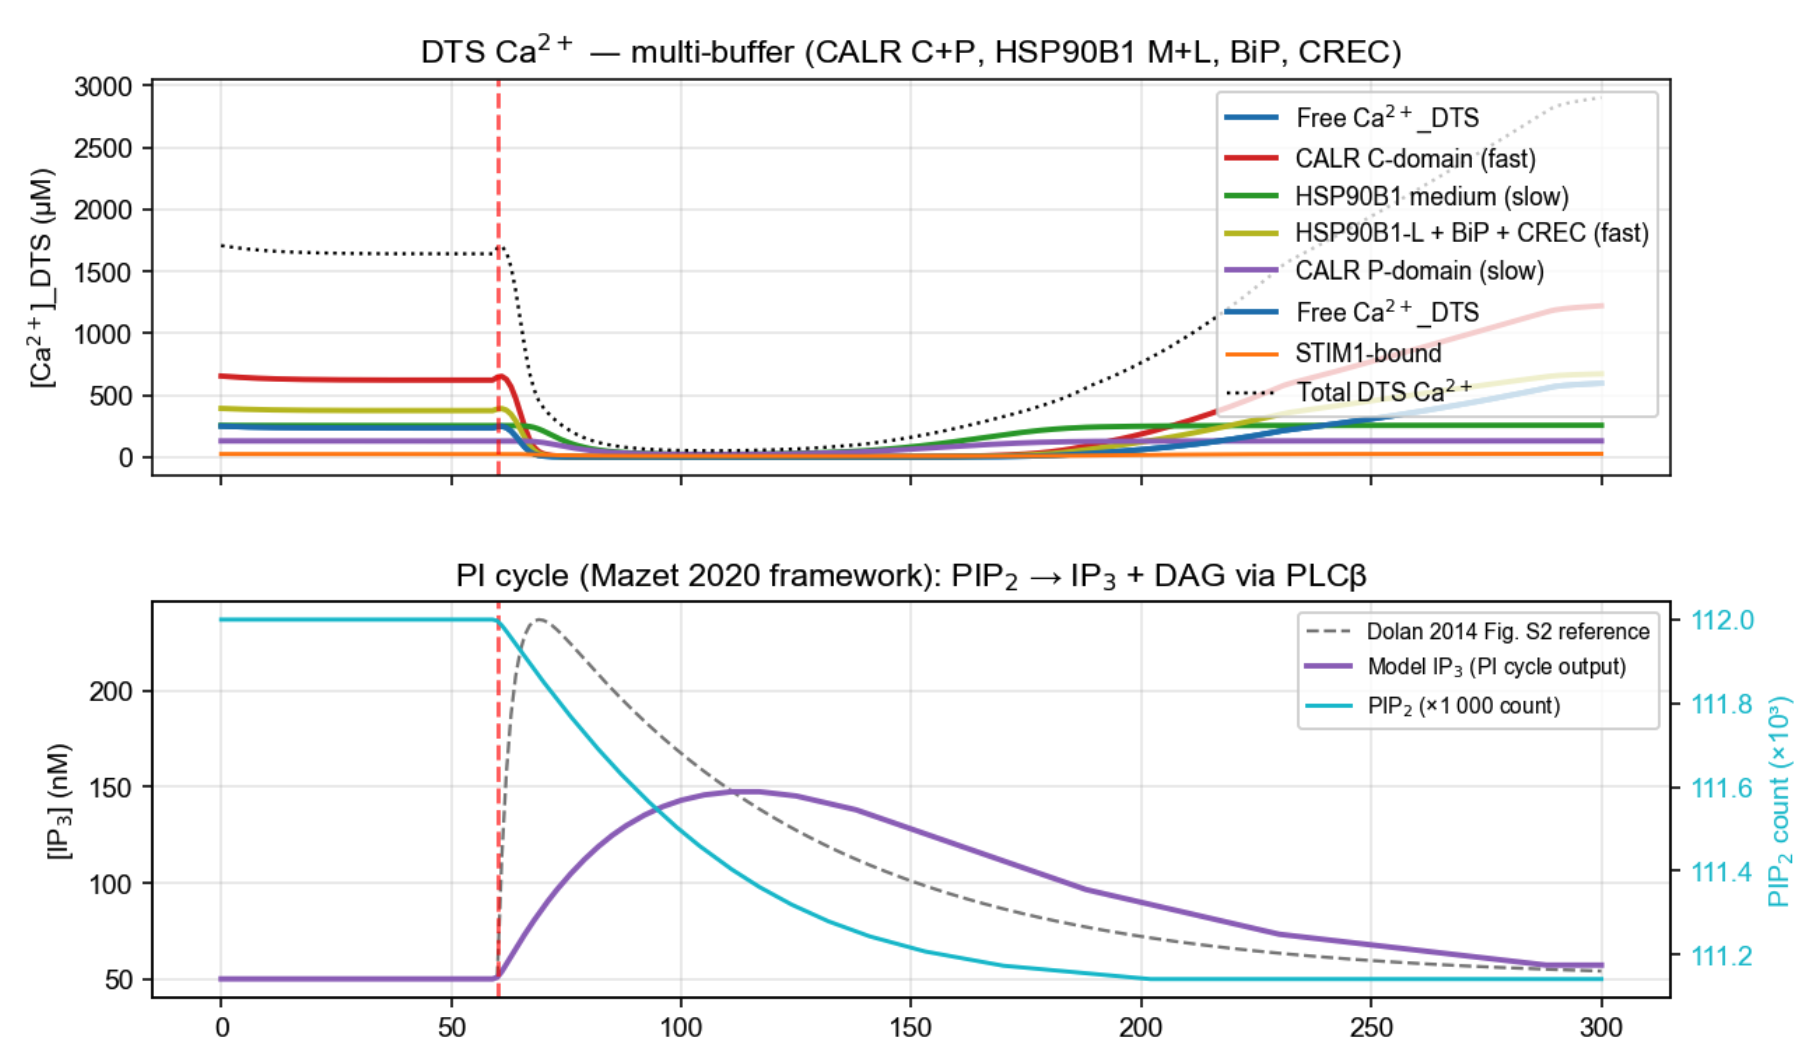 DTS Ca²⁺ — multi-buffer (CALR C+P, HSP90B1 M+L, BiP, CREC)
[Ca²⁺]_DTS (µM)
3000
2500
2000
1500
1000
500
0
Free Ca²⁺_DTS
CALR C-domain (fast)
HSP90B1 medium (slow)
HSP90B1-L + BiP + CREC (fast)
CALR P-domain (slow)
Free Ca²⁺_DTS
STIM1-bound
Total DTS Ca²⁺
PI cycle (Mazet 2020 framework): PIP₂ → IP₃ + DAG via PLCβ
[IP₃] (nM)
200
150
100
50
Dolan 2014 Fig. S2 reference
Model IP₃ (PI cycle output)
PIP₂ (×1 000 count)
112.0
111.8
111.6
111.4
111.2
PIP₂ count (×10³)
0 50 100 150 200 250 300